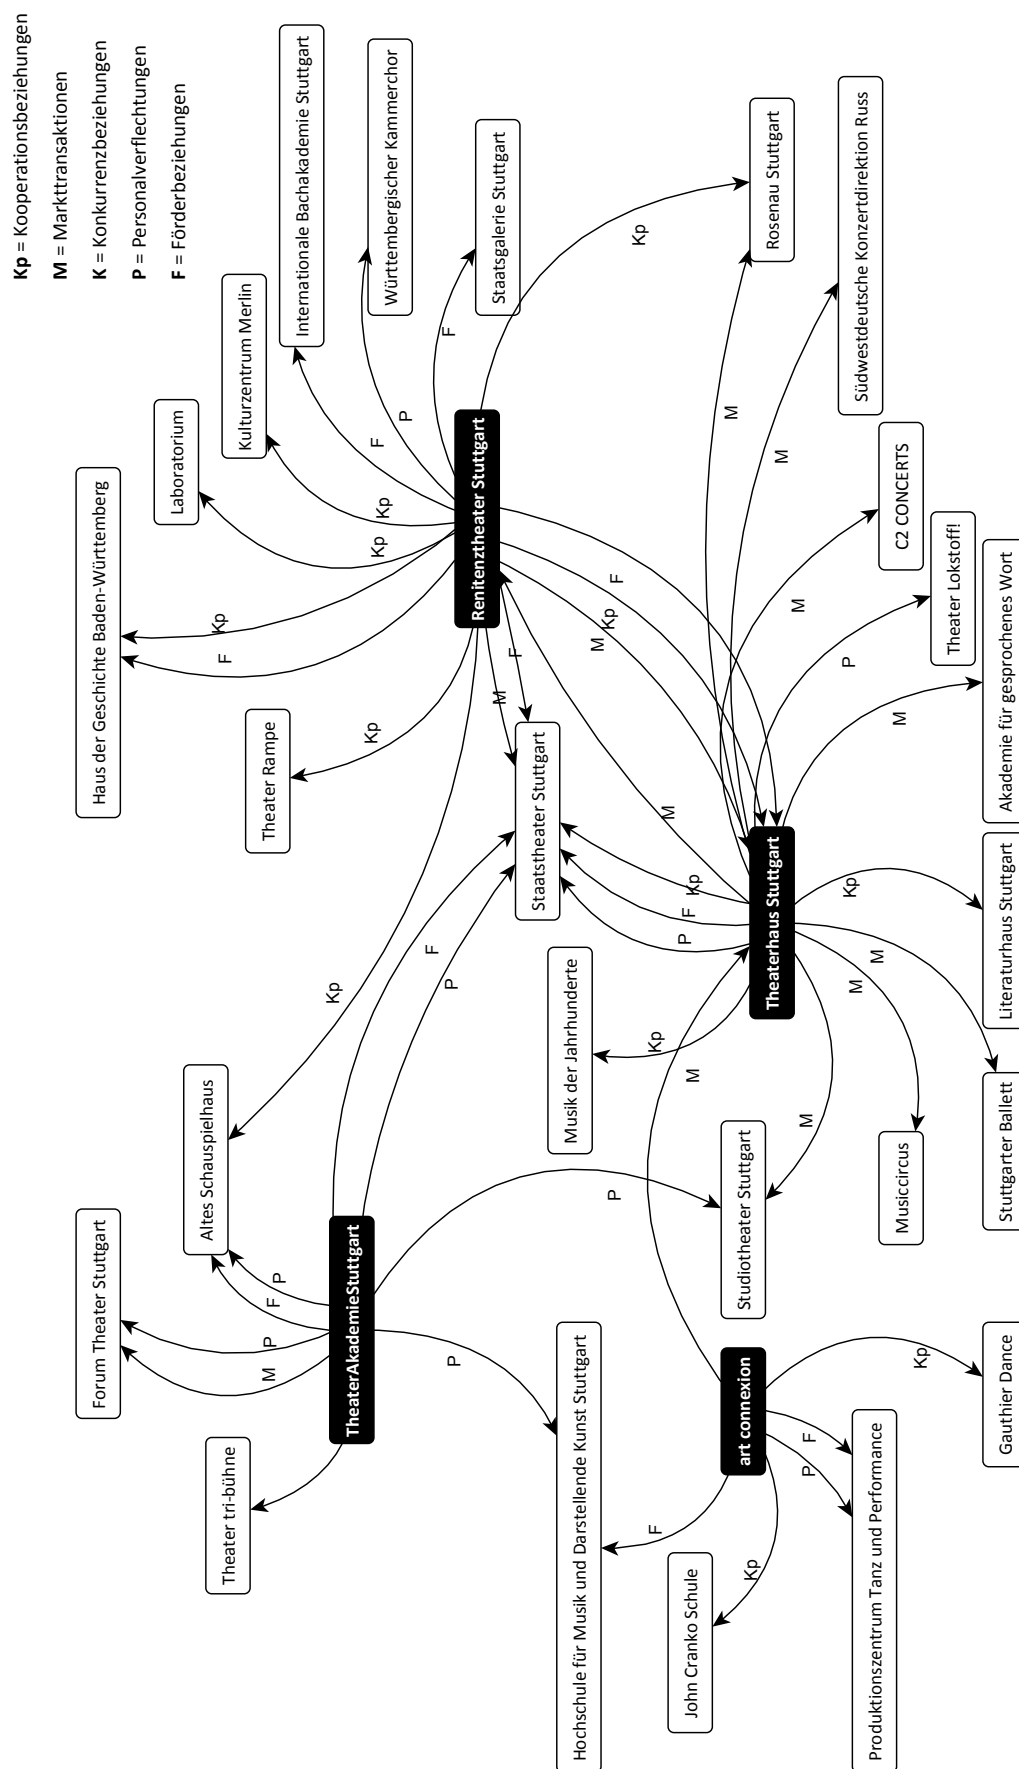 Kp = Kooperationsbeziehungen
M = Markttransaktionen
K = Konkurrenzbeziehungen
P = Personalverflechtungen
F = Förderbeziehungen
Haus der Geschichte Baden-Württemberg
Forum Theater Stuttgart
Laboratorium
Altes Schauspielhaus
Kulturzentrum Merlin
Theater Rampe
Theater tri-bühne
Internationale Bachakademie Stuttgart
Württembergischer Kammerchor
TheaterAkademieStuttgart
Staatsgalerie Stuttgart
Renitenztheater Stuttgart
Staatstheater Stuttgart
Musik der Jahrhunderte
Hochschule für Musik und Darstellende Kunst Stuttgart
John Cranko Schule
Rosenau Stuttgart
Theaterhaus Stuttgart
Studiotheater Stuttgart
art connexion
Südwestdeutsche Konzertdirektion Russ
Produktionszentrum Tanz und Performance
C2 CONCERTS
Musiccircus
Theater Lokstoff!
Akademie für gesprochenes Wort
Literaturhaus Stuttgart
Stuttgarter Ballett
Gauthier Dance
Kp
F
Kp
Kp
F
P
F
Kp
Kp
Kp
M
F
F
P
F
P
P
M
P
P
M
Kp
F
M
Kp
F
P
Kp
M
M
M
M
M
P
M
Kp
M
M
M
F
Kp
P
F
Kp